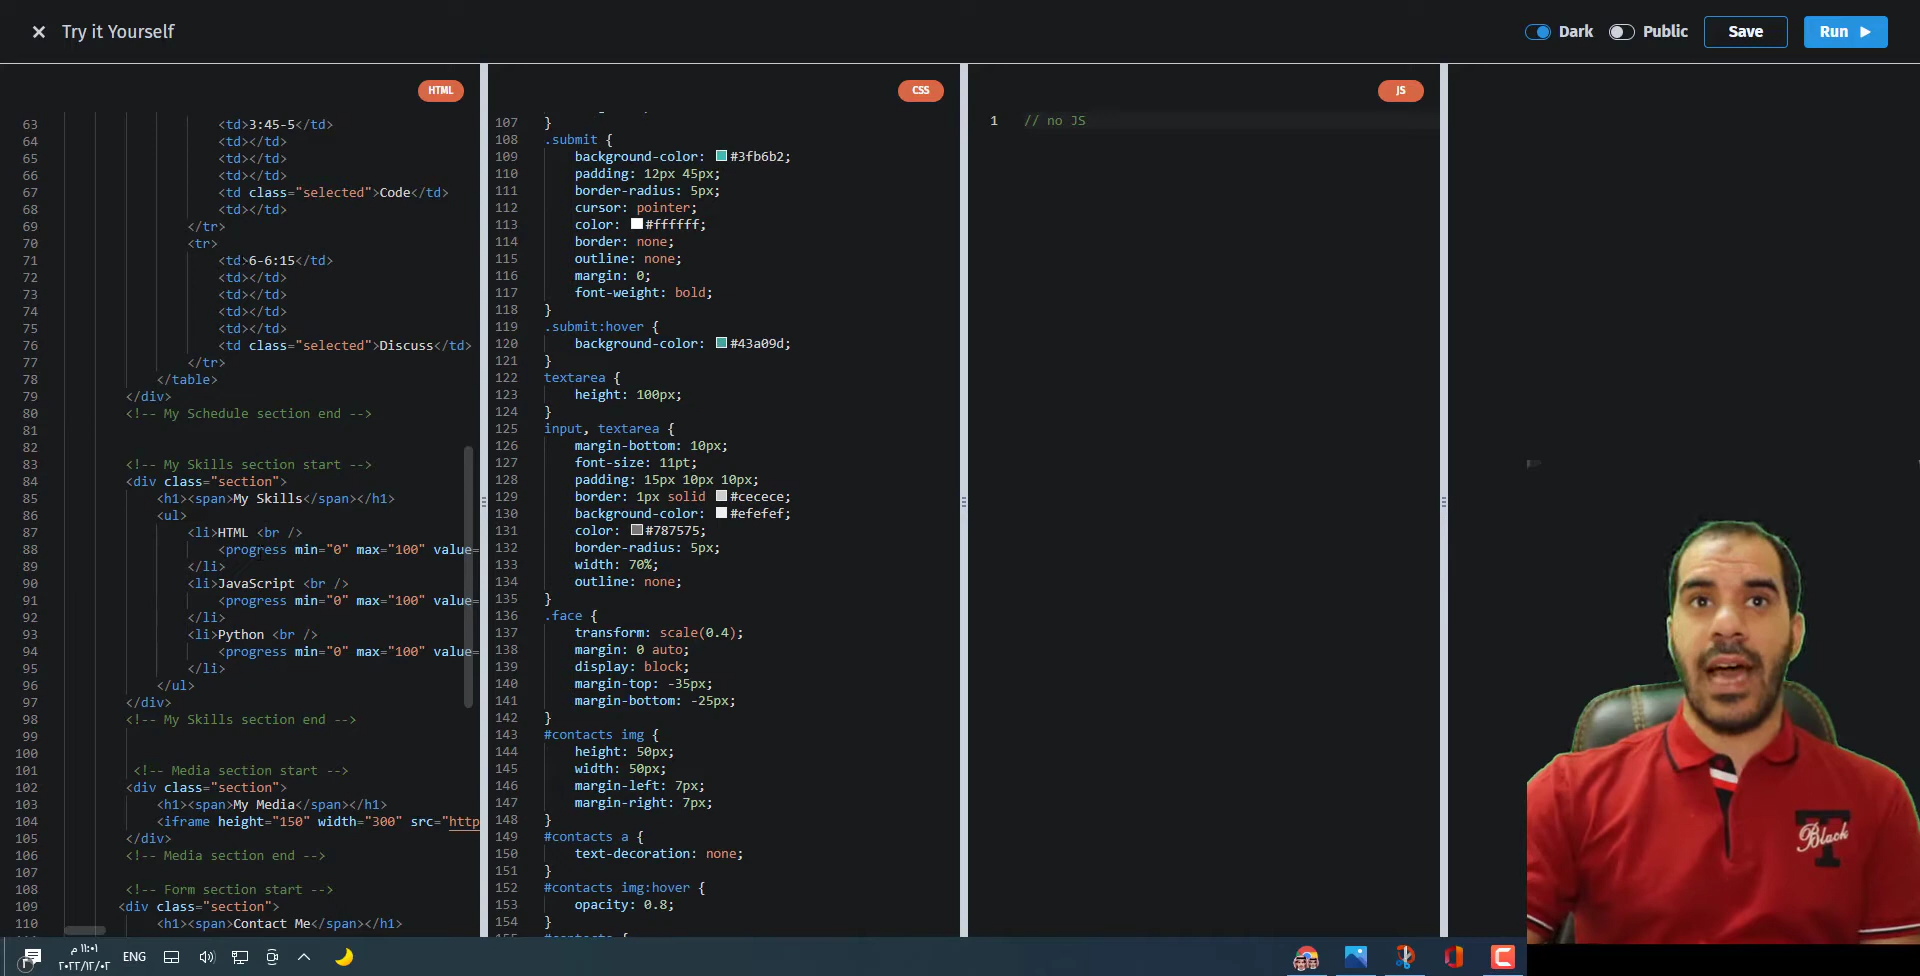 Try it Yourself
Dark
Public
Save
Run
HTML
63 <td>3:45-5</td>
64 <td></td>
65 <td></td>
66 <td></td>
67 <td class="selected">Code</td>
68 <td></td>
69 </tr>
70 <tr>
71 <td>6-6:15</td>
72 <td></td>
73 <td></td>
74 <td></td>
75 <td></td>
76 <td class="selected">Discuss</td>
77 </tr>
78 </table>
79 </div>
80 <!-- My Schedule section end -->
81
82
83 <!-- My Skills section start -->
84 <div class="section">
85 <h1><span>My Skills</span></h1>
86 <ul>
87 <li>HTML <br />
88 <progress min="0" max="100" value=
89 </li>
90 <li>JavaScript <br />
91 <progress min="0" max="100" value=
92 </li>
93 <li>Python <br />
94 <progress min="0" max="100" value=
95 </li>
96 </ul>
97 </div>
98 <!-- My Skills section end -->
99
100
101 <!-- Media section start -->
102 <div class="section">
103 <h1><span>My Media</span></h1>
104 <iframe height="150" width="300" src="http
105 </div>
106 <!-- Media section end -->
107
108 <!-- Form section start -->
109 <div class="section">
110 <h1><span>Contact Me</span></h1>
CSS
107 }
108 .submit {
109 background-color: #3fb6b2;
110 padding: 12px 45px;
111 border-radius: 5px;
112 cursor: pointer;
113 color: #ffffff;
114 border: none;
115 outline: none;
116 margin: 0;
117 font-weight: bold;
118 }
119 .submit:hover {
120 background-color: #43a09d;
121 }
122 textarea {
123 height: 100px;
124 }
125 input, textarea {
126 margin-bottom: 10px;
127 font-size: 11pt;
128 padding: 15px 10px 10px;
129 border: 1px solid #cecece;
130 background-color: #efefef;
131 color: #787575;
132 border-radius: 5px;
133 width: 70%;
134 outline: none;
135 }
136 .face {
137 transform: scale(0.4);
138 margin: 0 auto;
139 display: block;
140 margin-top: -35px;
141 margin-bottom: -25px;
142 }
143 #contacts img {
144 height: 50px;
145 width: 50px;
146 margin-left: 7px;
147 margin-right: 7px;
148 }
149 #contacts a {
150 text-decoration: none;
151 }
152 #contacts img:hover {
153 opacity: 0.8;
154 }
JS
1 // no JS
Black
١١:٠١ م
٢٠٢٢/١٢/٠٢
ENG